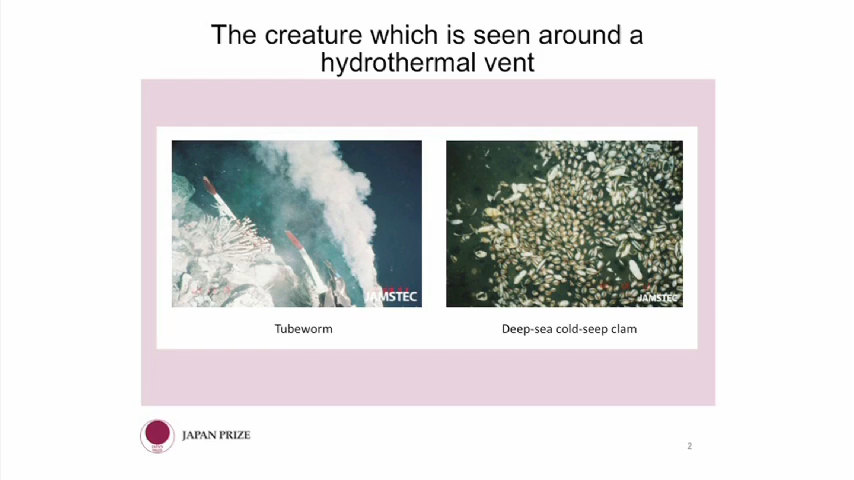 The creature which is seen around a
hydrothermal vent
JAMSTEC
JAMSTEC
Tubeworm
Deep-sea cold-seep clam
JAPAN PRIZE
2